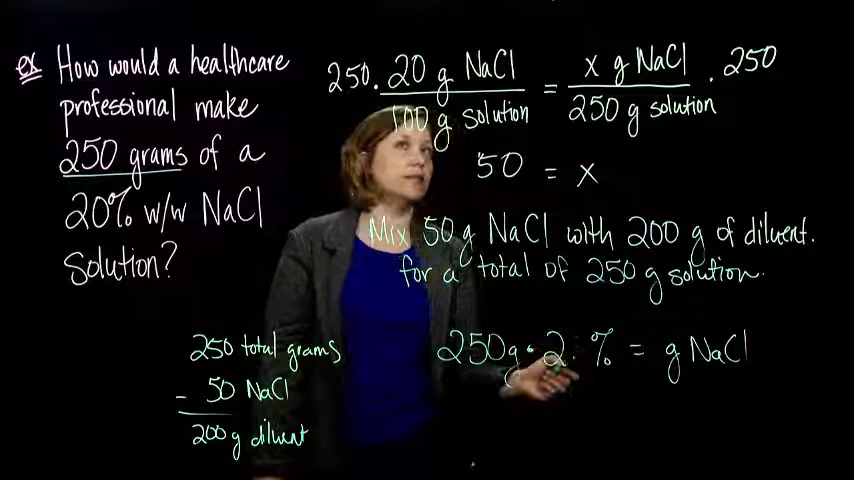 ex How would a healthcare
professional make
250 grams of a
20% w/w NaCl
solution?
250 · 20 g NaCl / 100 g solution = x g NaCl / 250 g solution · 250
50 = x
Mix 50 g NaCl with 200 g of diluent.
for a total of 250 g solution.
250 total grams
- 50 NaCl
200 g diluent
250g · 2 % = g NaCl